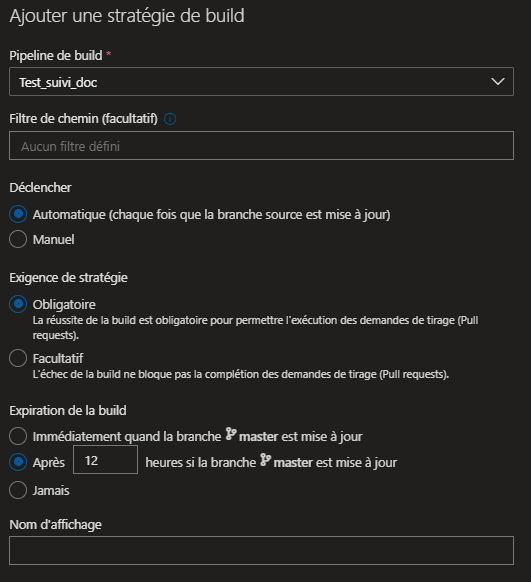 Ajouter une stratégie de build
Pipeline de build *
Test_suivi_doc
Filtre de chemin (facultatif)
Aucun filtre défini
Déclencher
Automatique (chaque fois que la branche source est mise à jour)
Manuel
Exigence de stratégie
Obligatoire
La réussite de la build est obligatoire pour permettre l'exécution des demandes de tirage (Pull
requests).
Facultatif
L'échec de la build ne bloque pas la complétion des demandes de tirage (Pull requests).
Expiration de la build
Immédiatement quand la branche master est mise à jour
Après 12 heures si la branche master est mise à jour
Jamais
Nom d'affichage